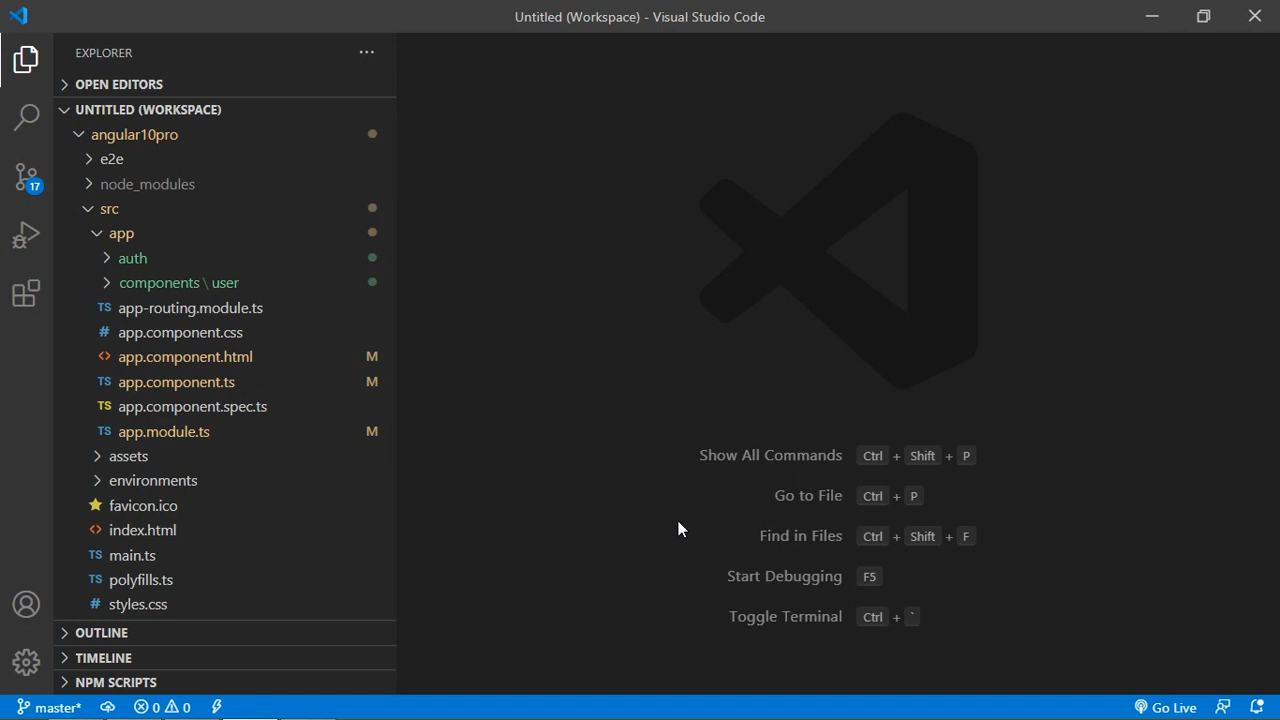 Untitled (Workspace) - Visual Studio Code
EXPLORER
OPEN EDITORS
UNTITLED (WORKSPACE)
angular10pro
e2e
node_modules
src
app
auth
components \ user
TS app-routing.module.ts
# app.component.css
<> app.component.html M
TS app.component.ts M
TS app.component.spec.ts
TS app.module.ts M
assets
environments
favicon.ico
<> index.html
TS main.ts
TS polyfills.ts
# styles.css
OUTLINE
TIMELINE
NPM SCRIPTS
17
Show All Commands Ctrl + Shift + P
Go to File Ctrl + P
Find in Files Ctrl + Shift + F
Start Debugging F5
Toggle Terminal Ctrl + `
master* 0 0 Go Live